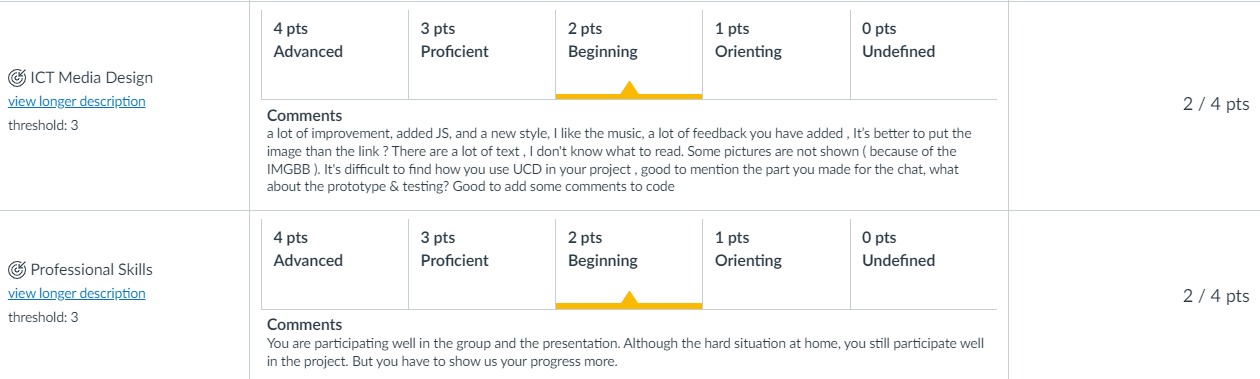 4 pts 3 pts 2 pts 1 pts 0 pts
Advanced Proficient Beginning Orienting Undefined
ICT Media Design
view longer description
threshold: 3
2 / 4 pts
Comments
a lot of improvement, added JS, and a new style, I like the music, a lot of feedback you have added , It's better to put the
image than the link ? There are a lot of text , I don't know what to read. Some pictures are not shown ( because of the
IMGBB ). It's difficult to find how you use UCD in your project , good to mention the part you made for the chat, what
about the prototype & testing? Good to add some comments to code
4 pts 3 pts 2 pts 1 pts 0 pts
Advanced Proficient Beginning Orienting Undefined
Professional Skills
view longer description
threshold: 3
2 / 4 pts
Comments
You are participating well in the group and the presentation. Although the hard situation at home, you still participate well
in the project. But you have to show us your progress more.